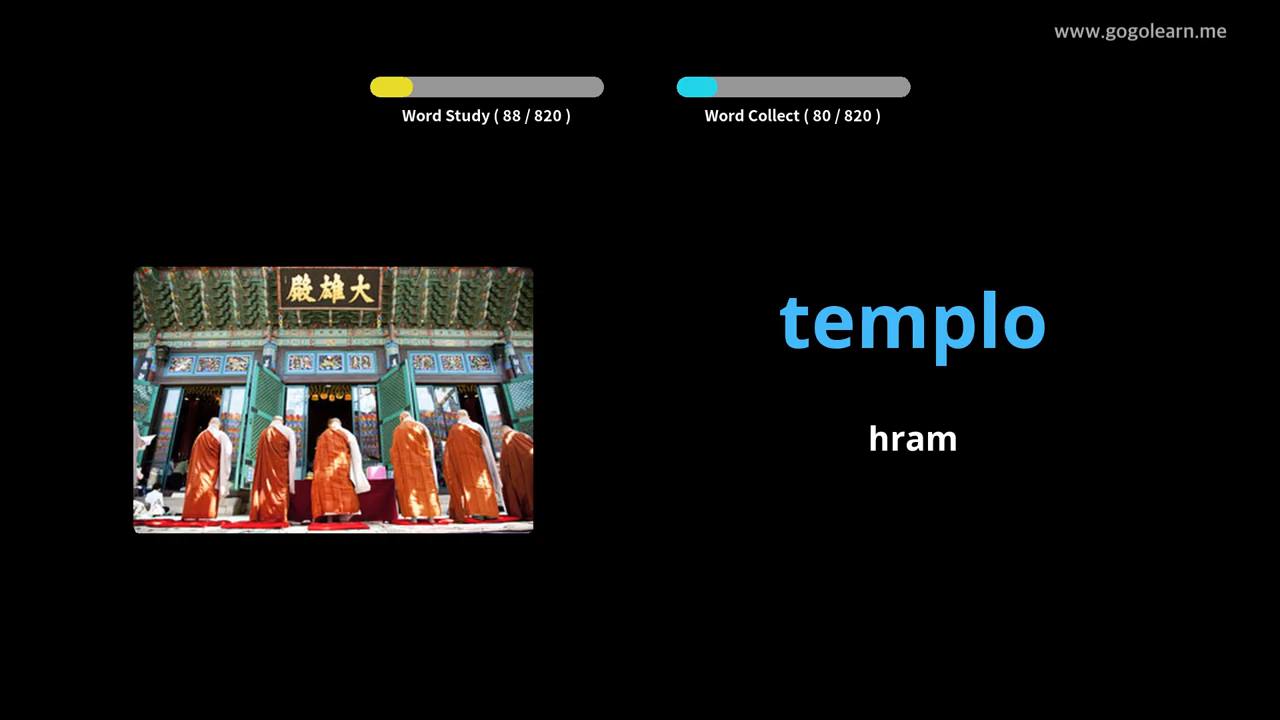 www.gogolearn.me
Word Study ( 88 / 820 )
Word Collect ( 80 / 820 )
殿雄大
templo
hram